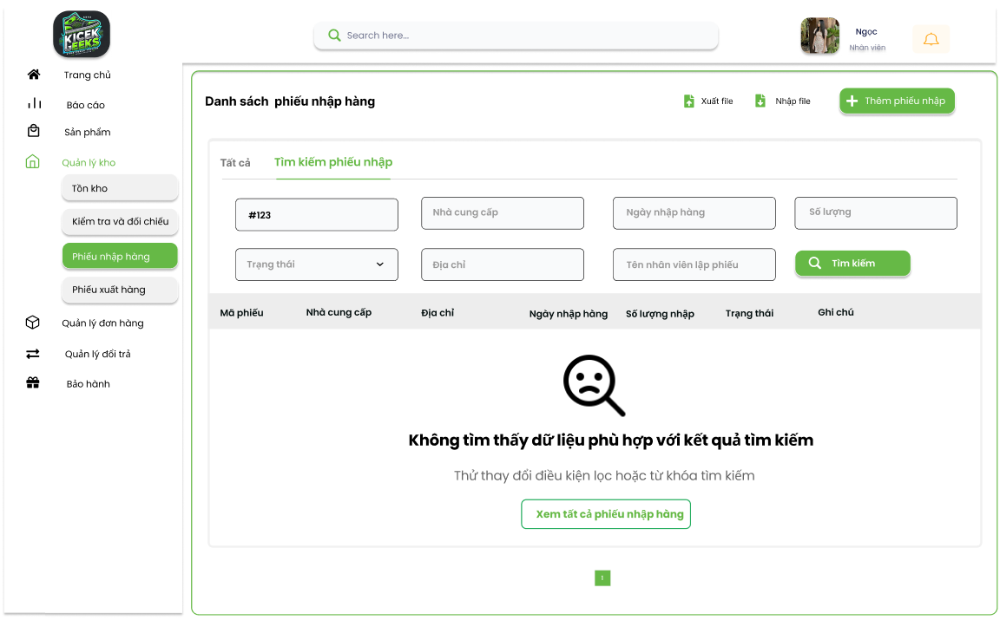 KICEK
GEEKS
Search here...
Ngọc
Nhân viên
Trang chủ
Báo cáo
Sản phẩm
Quản lý kho
Tồn kho
Kiểm tra và đối chiếu
Phiếu nhập hàng
Phiếu xuất hàng
Quản lý đơn hàng
Quản lý đổi trả
Bảo hành
Danh sách phiếu nhập hàng
Xuất file
Nhập file
Thêm phiếu nhập
Tất cả
Tìm kiếm phiếu nhập
#123
Nhà cung cấp
Ngày nhập hàng
Số lượng
Trạng thái
Địa chỉ
Tên nhân viên lập phiếu
Tìm kiếm
Mã phiếu
Nhà cung cấp
Địa chỉ
Ngày nhập hàng
Số lượng nhập
Trạng thái
Ghi chú
Không tìm thấy dữ liệu phù hợp với kết quả tìm kiếm
Thử thay đổi điều kiện lọc hoặc từ khóa tìm kiếm
Xem tất cả phiếu nhập hàng
1